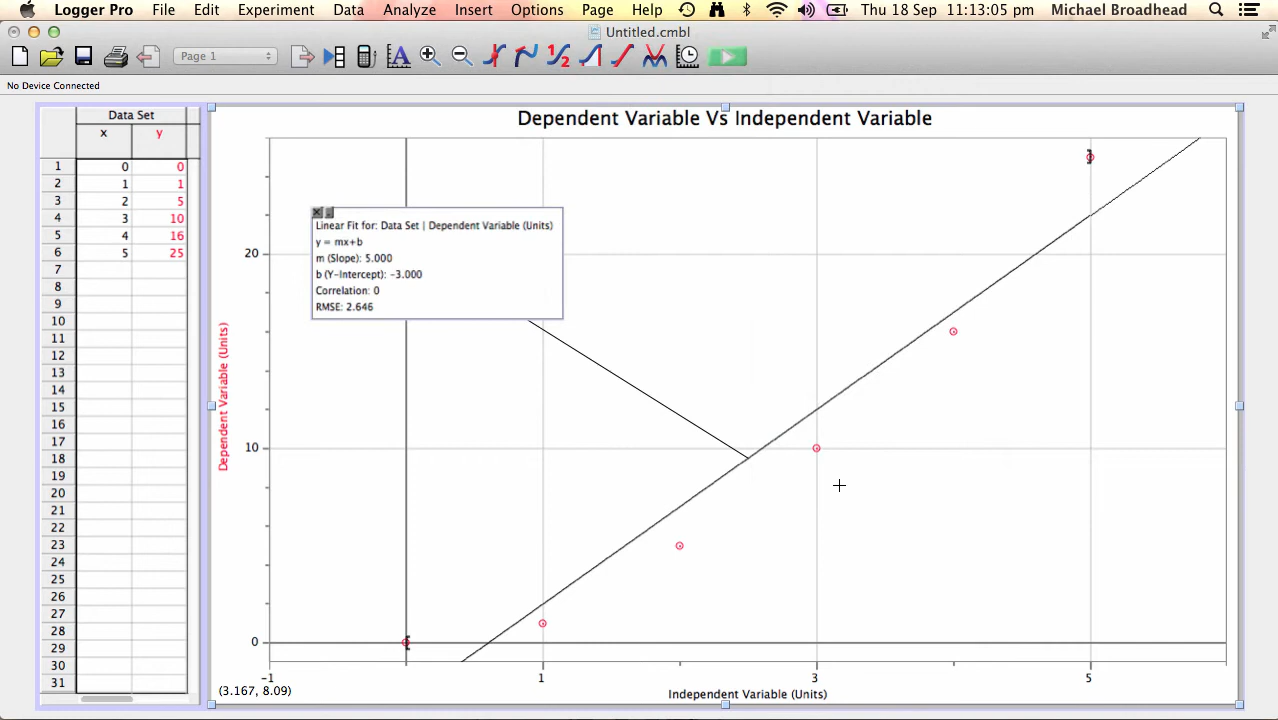 Logger Pro File Edit Experiment Data Analyze Insert Options Page Help Thu 18 Sep 11:13:05 pm Michael Broadhead
Untitled.cmbl
Page 1
No Device Connected
Data Set
x y
1 0 0
2 1 1
3 2 5
4 3 10
5 4 16
6 5 25
7
8
9
10
11
12
13
14
15
16
17
18
19
20
21
22
23
24
25
26
27
28
29
30
31
Dependent Variable Vs Independent Variable
Linear Fit for: Data Set | Dependent Variable (Units)
y = mx+b
m (Slope): 5.000
b (Y-Intercept): -3.000
Correlation: 0
RMSE: 2.646
Dependent Variable (Units)
20
10
0
-1 1 3 5
(3.167, 8.09)
Independent Variable (Units)